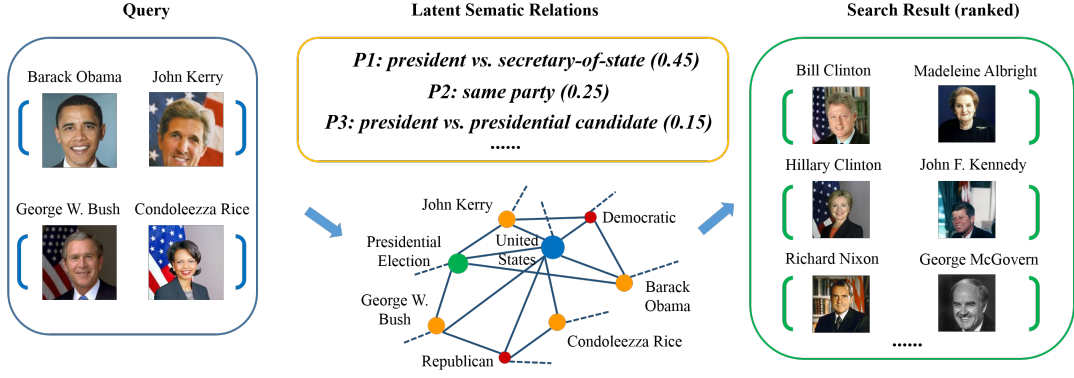 Query
Latent Sematic Relations
Search Result (ranked)
Barack Obama
John Kerry
George W. Bush
Condoleezza Rice
P1: president vs. secretary-of-state (0.45)
P2: same party (0.25)
P3: president vs. presidential candidate (0.15)
......
John Kerry
Democratic
Presidential
Election
United
States
Barack
Obama
George W.
Bush
Condoleezza Rice
Republican
Bill Clinton
Madeleine Albright
Hillary Clinton
John F. Kennedy
Richard Nixon
George McGovern
......